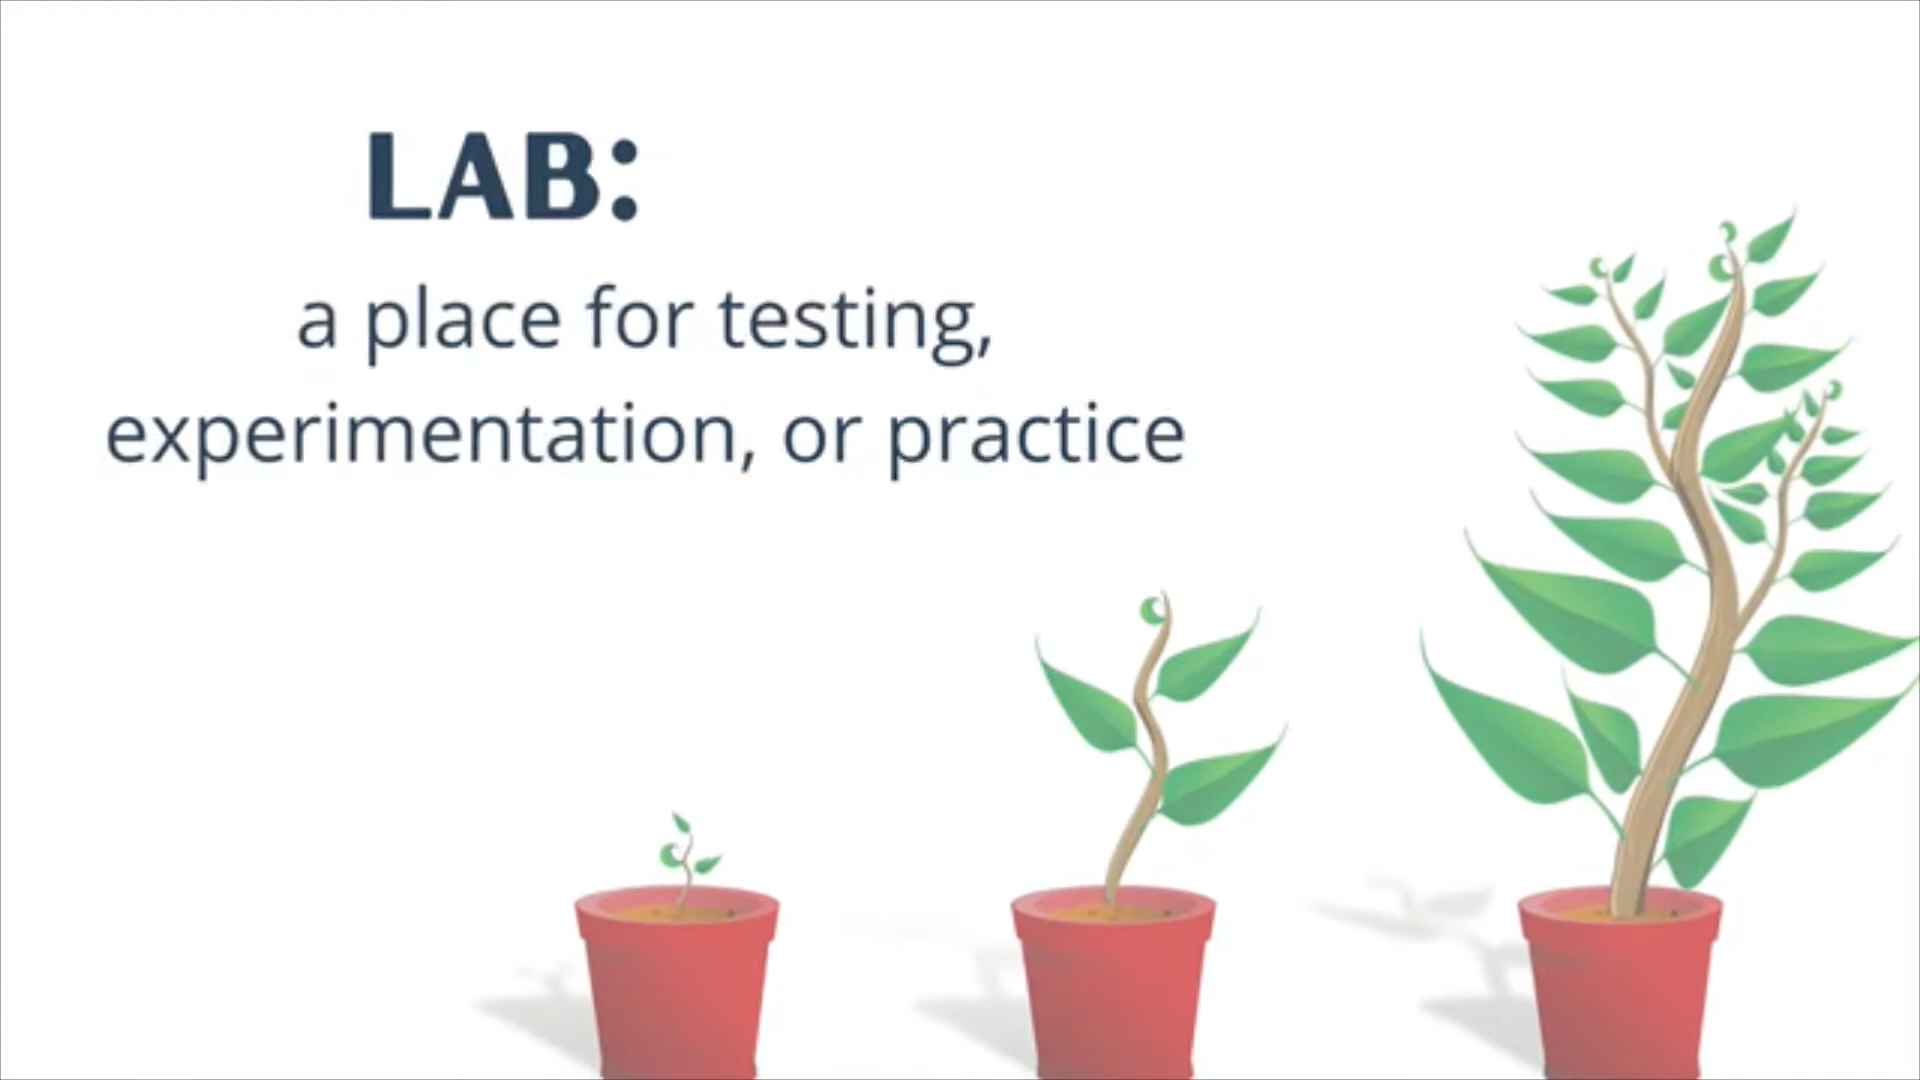 LAB:
a place for testing,
experimentation, or practice